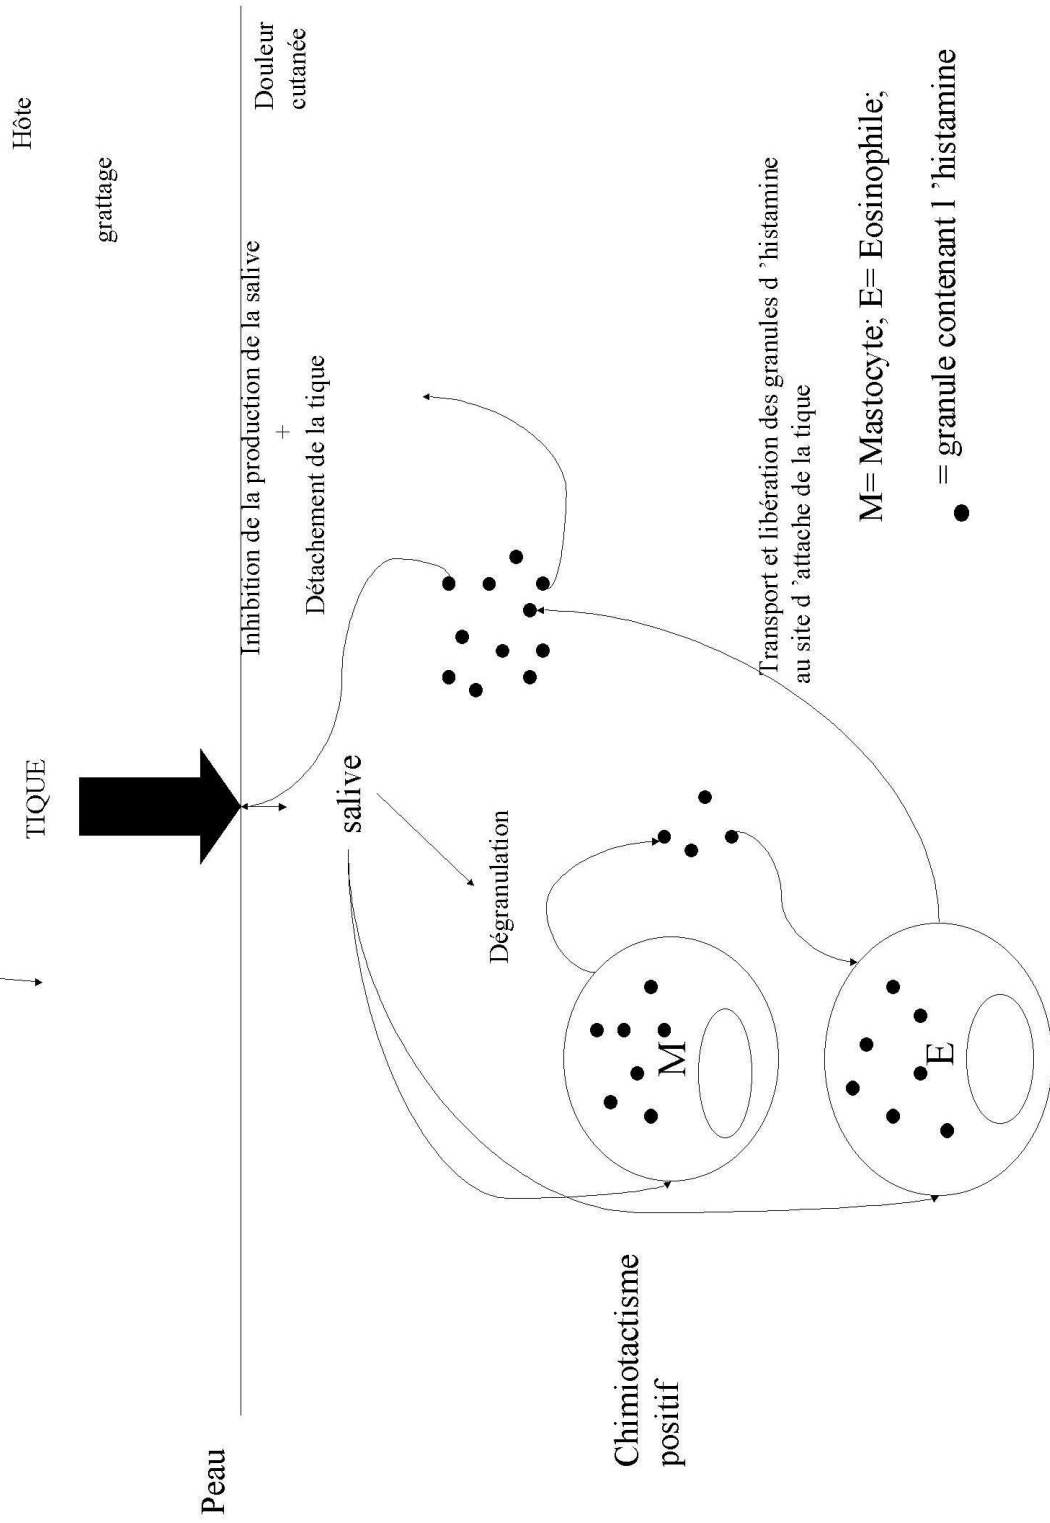 Hôte
TIQUE
grattage
Peau
Inhibition de la production de la salive
+
Détachement de la tique
Douleur
cutanée
salive
Dégranulation
Chimiotactisme
positif
M
E
Transport et libération des granules d ’histamine
au site d ’attache de la tique
M= Mastocyte; E= Eosinophile;
= granule contenant l ’histamine